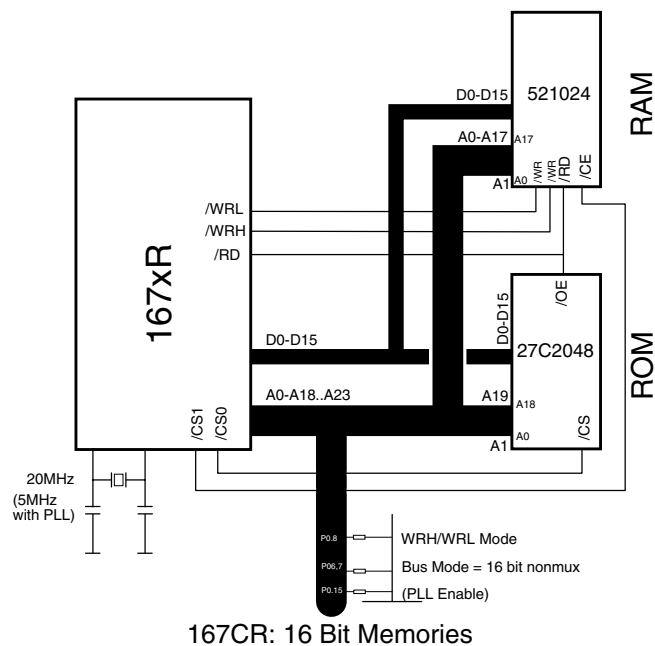 D0-D15
521024
RAM
A0-A17
A17
A1
A0
/WR
/WR
/RD
/CE
/WRL
/WRH
/RD
167xR
/OE
D0-D15
27C2048
ROM
D0-D15
A0-A18..A23
A19
A18
A0
A1
/CS
/CS1
/CS0
20MHz
(5MHz
with PLL)
P0.8
WRH/WRL Mode
P06,7
Bus Mode = 16 bit nonmux
P0.15
(PLL Enable)
167CR: 16 Bit Memories